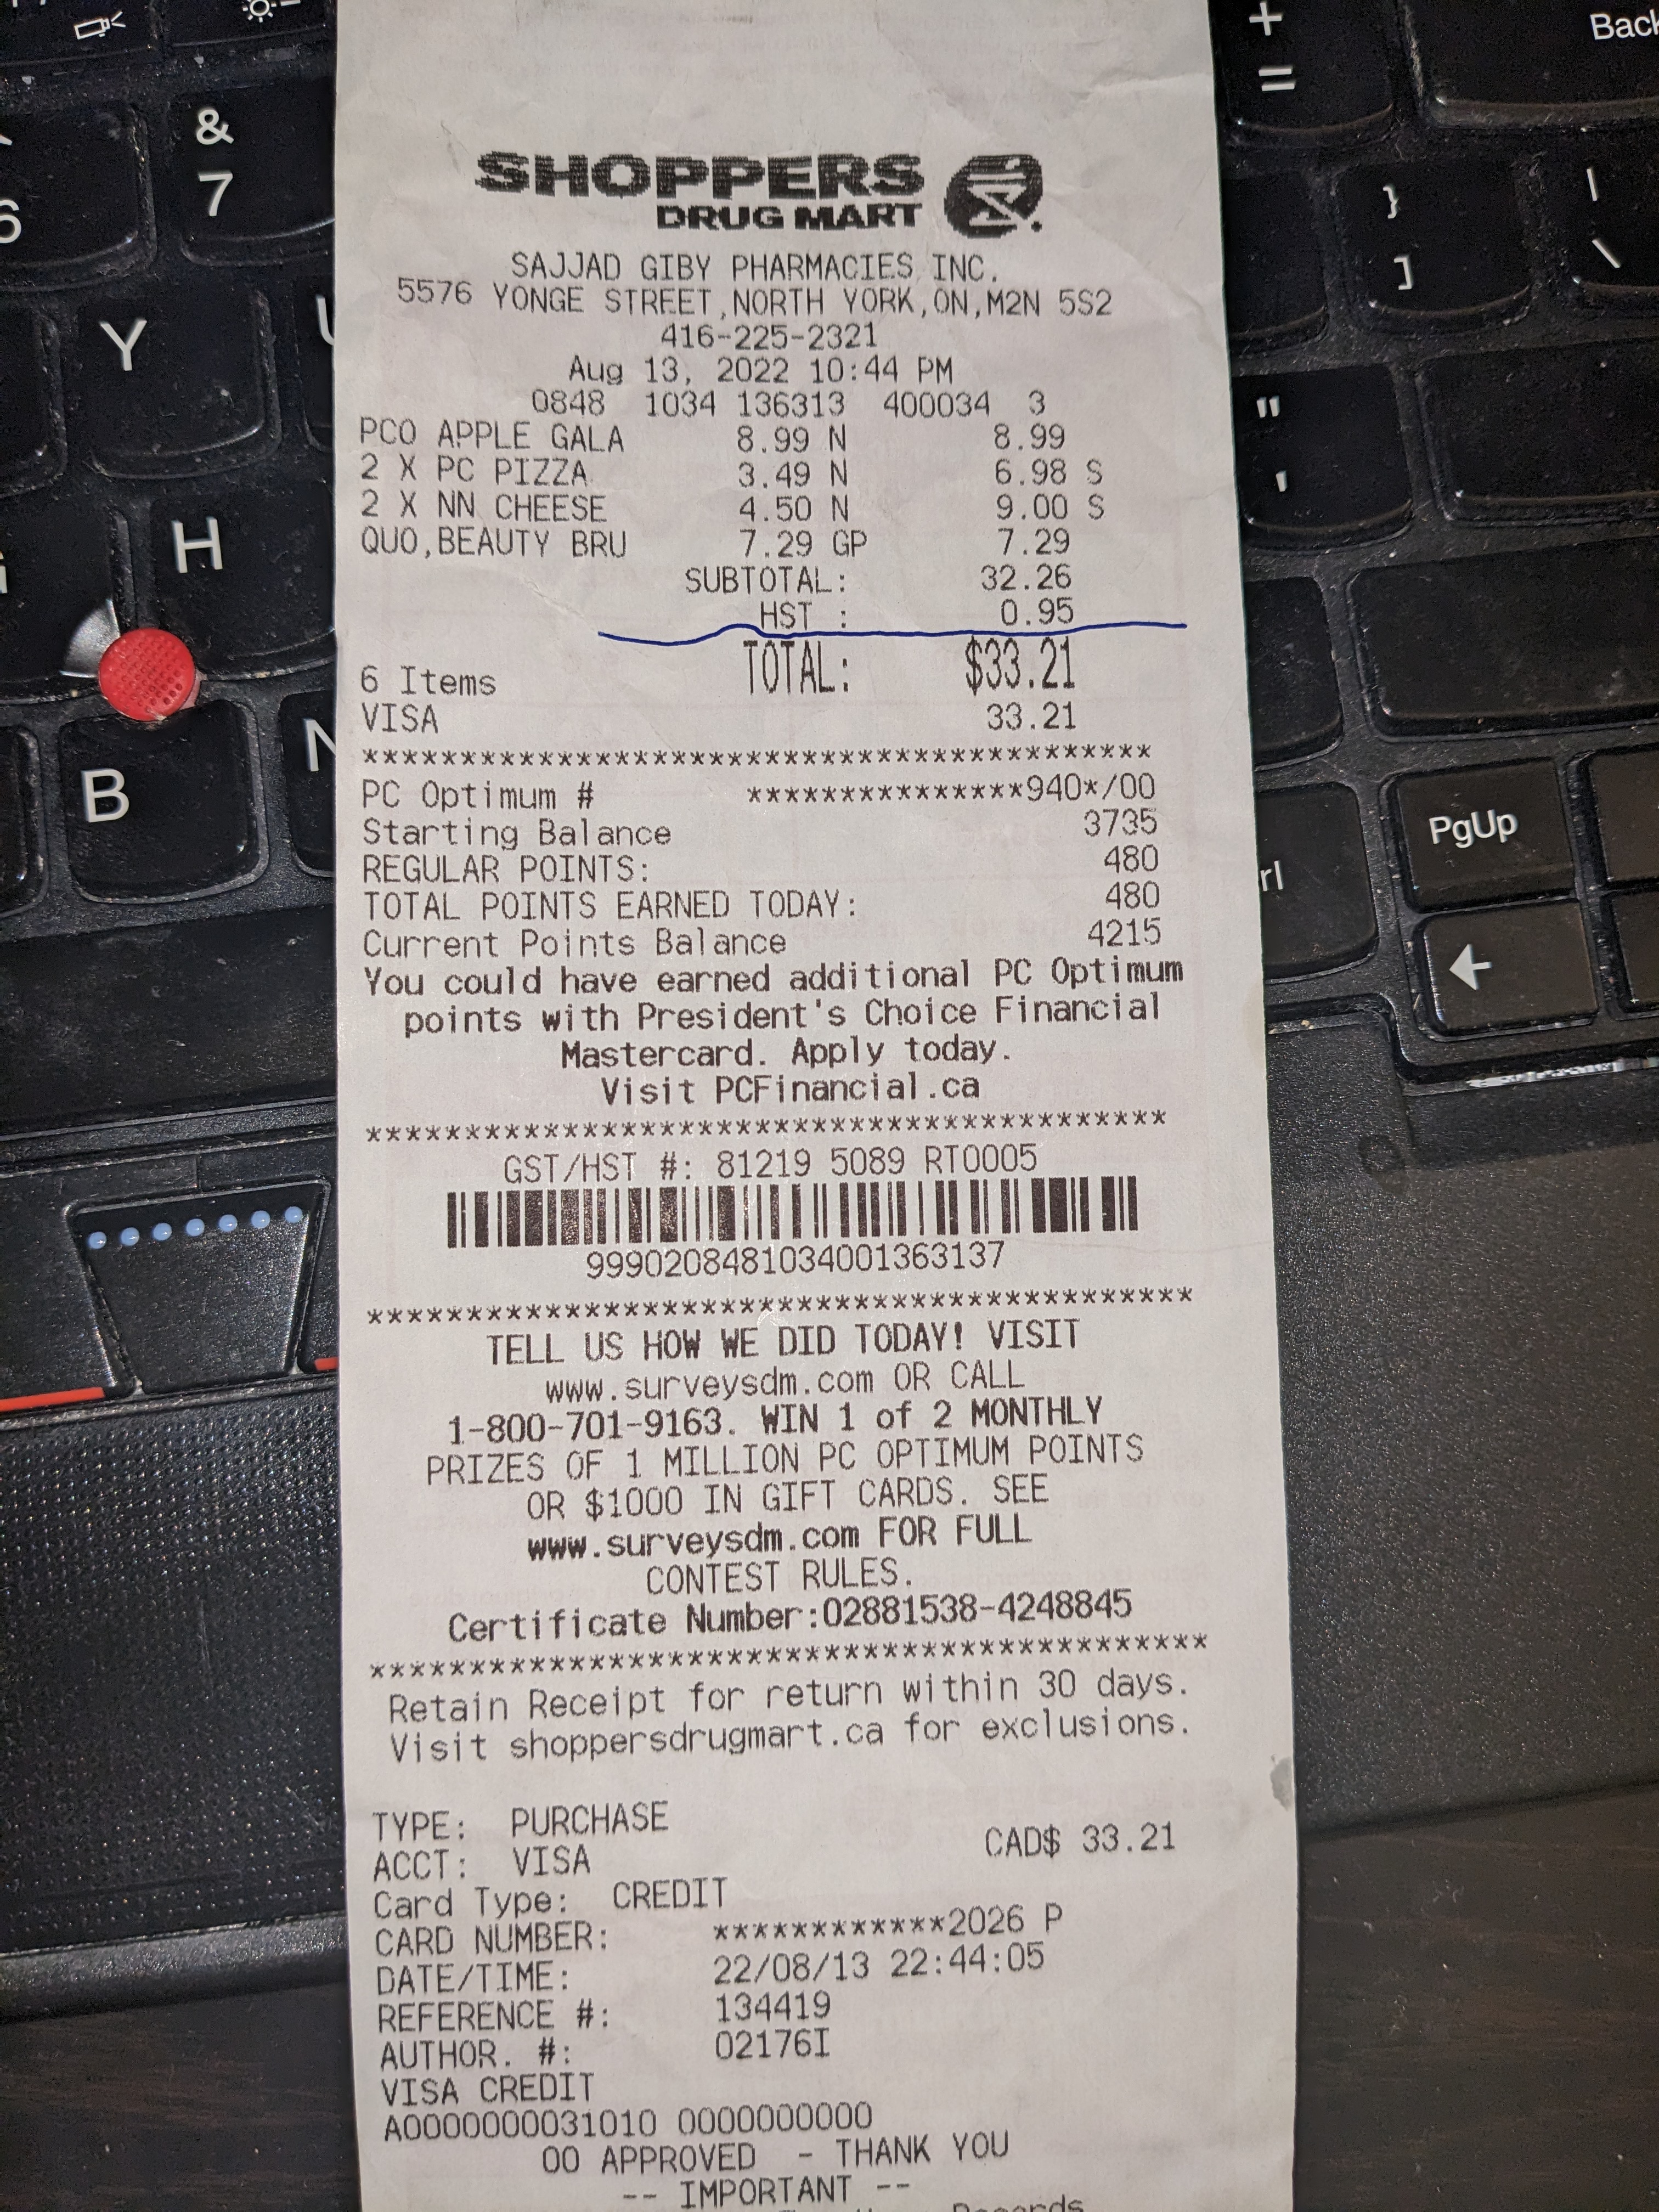 SHOPPERS
DRUG MART
SAJJAD GIBY PHARMACIES INC.
5576 YONGE STREET,NORTH YORK,ON,M2N 5S2
416-225-2321
Aug 13, 2022 10:44 PM
0848 1034 136313 400034 3
PCO APPLE GALA 8.99 N 8.99
2 X PC PIZZA 3.49 N 6.98 S
2 X NN CHEESE 4.50 N 9.00 S
QUO,BEAUTY BRU 7.29 GP 7.29
SUBTOTAL: 32.26
HST : 0.95
6 Items TOTAL: $33.21
VISA 33.21
****************************************
PC Optimum # ***************940*/00
Starting Balance 3735
REGULAR POINTS: 480
TOTAL POINTS EARNED TODAY: 480
Current Points Balance 4215
You could have earned additional PC Optimum
points with President's Choice Financial
Mastercard. Apply today.
Visit PCFinancial.ca
****************************************
GST/HST #: 81219 5089 RT0005
9990208481034001363137
****************************************
TELL US HOW WE DID TODAY! VISIT
www.surveysdm.com OR CALL
1-800-701-9163. WIN 1 of 2 MONTHLY
PRIZES OF 1 MILLION PC OPTIMUM POINTS
OR $1000 IN GIFT CARDS. SEE
www.surveysdm.com FOR FULL
CONTEST RULES.
Certificate Number:02881538-4248845
****************************************
Retain Receipt for return within 30 days.
Visit shoppersdrugmart.ca for exclusions.
TYPE: PURCHASE
ACCT: VISA CAD$ 33.21
Card Type: CREDIT
CARD NUMBER: ************2026 P
DATE/TIME: 22/08/13 22:44:05
REFERENCE #: 134419
AUTHOR. #: 02176I
VISA CREDIT
A0000000031010 0000000000
00 APPROVED - THANK YOU
-- IMPORTANT --
Records
6
& 7
Y
U
H
B
N
+ =
Back
} ]
| \
" '
PgUp
rl
←